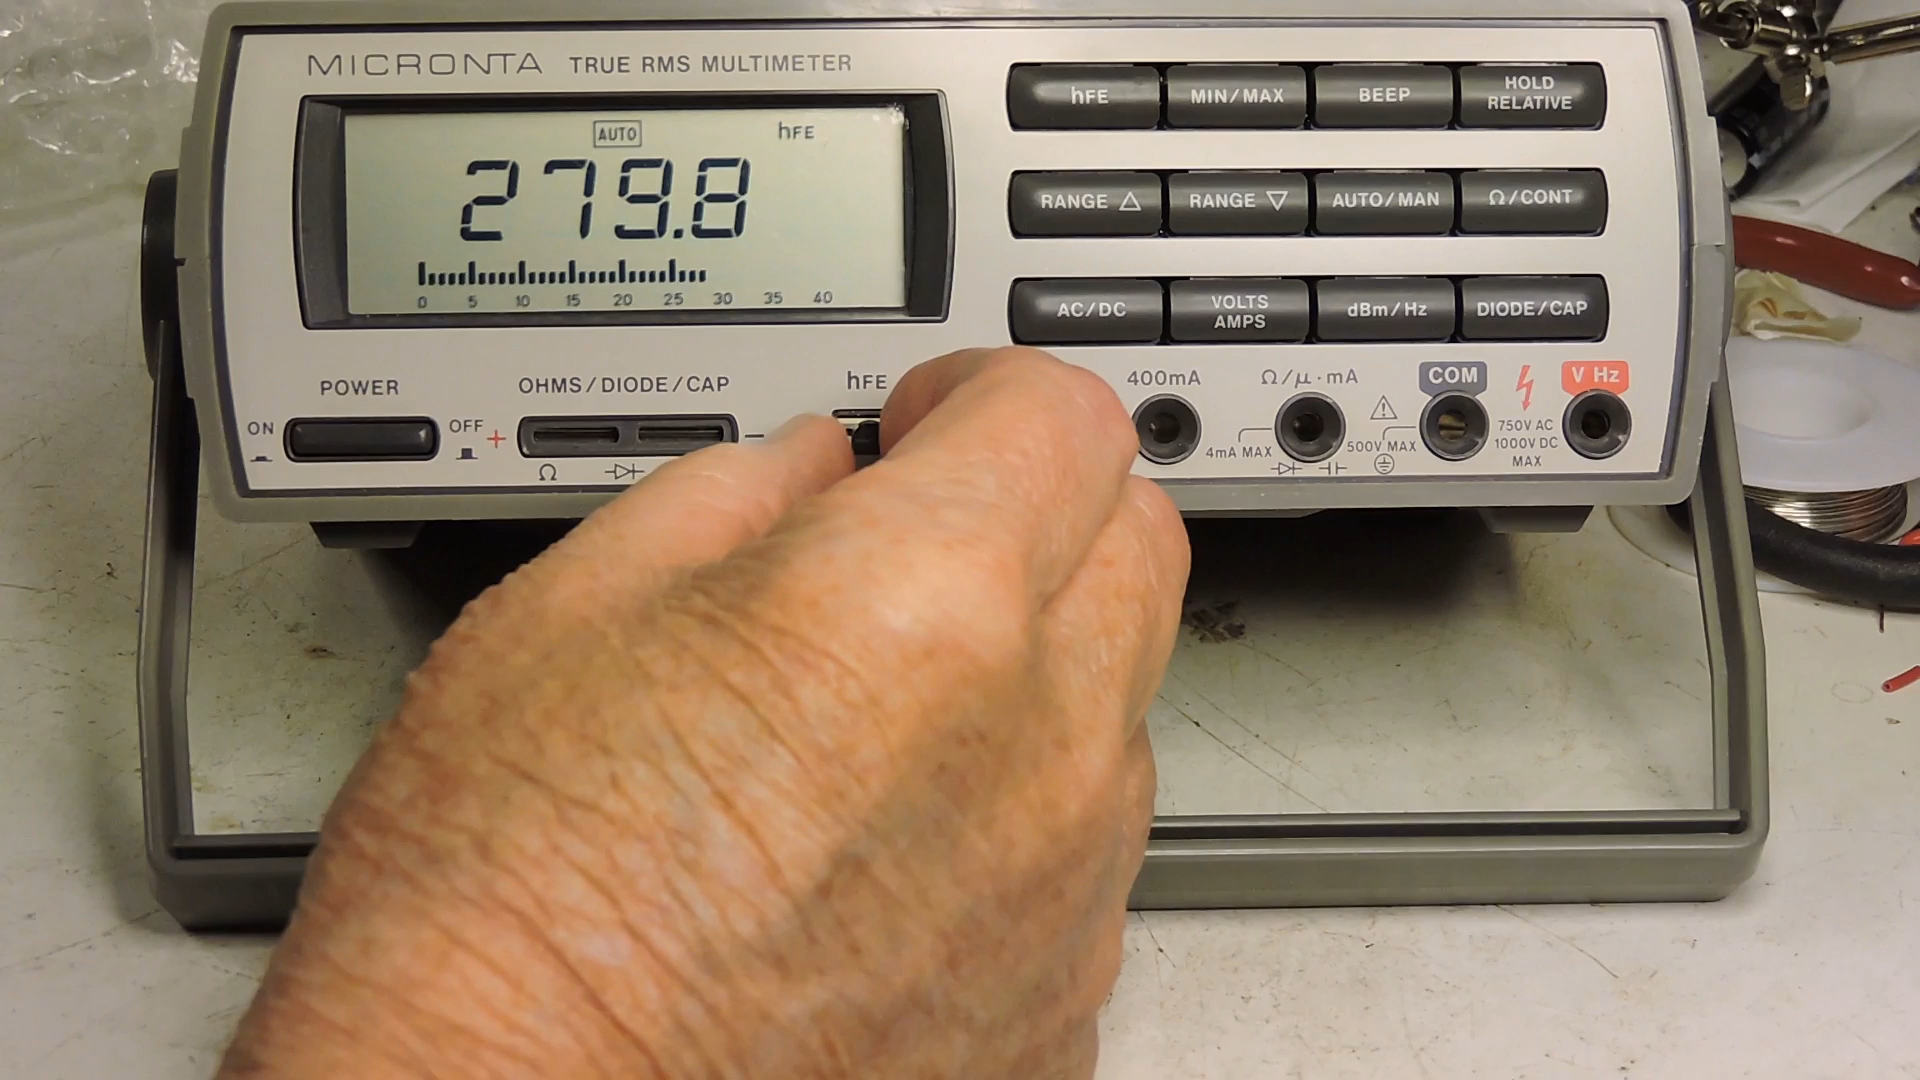 MICRONTA TRUE RMS MULTIMETER
AUTO hFE
279.8
0 5 10 15 20 25 30 35 40
hFE MIN/MAX BEEP HOLD RELATIVE
RANGE △ RANGE ▽ AUTO/MAN Ω/CONT
AC/DC VOLTS AMPS dBm/Hz DIODE/CAP
POWER
ON OFF
OHMS/DIODE/CAP
+ −
Ω
hFE
400mA
Ω/μ·mA
4mA MAX
COM
500V MAX
V Hz
750V AC
1000V DC
MAX